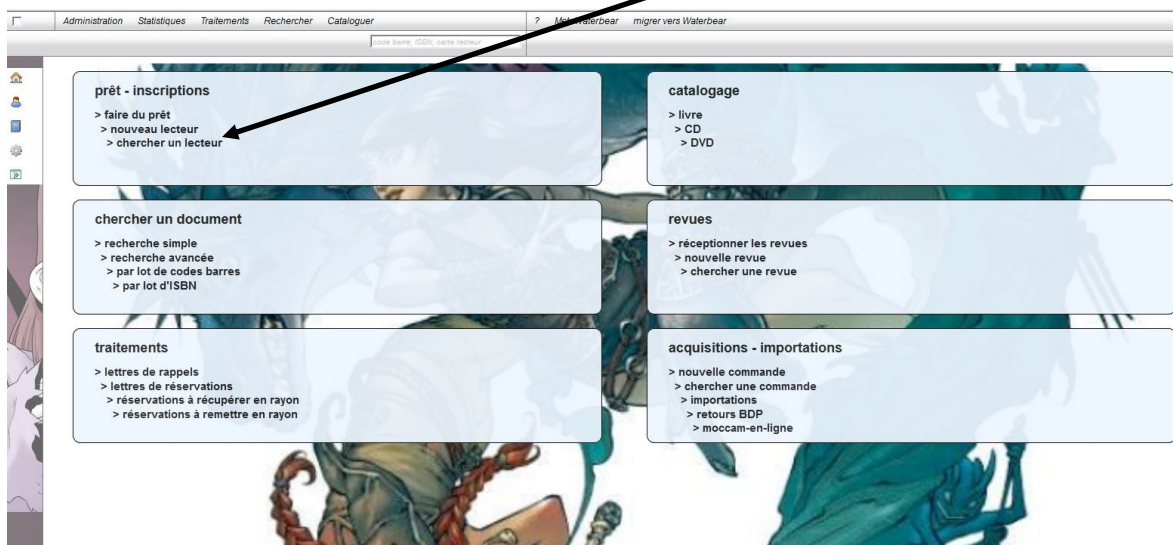 Administration Statistiques Traitements Rechercher Cataloguer ? Waterbear migrer vers Waterbear
code barre, ISBN, carte lecteur
prêt - inscriptions
> faire du prêt
> nouveau lecteur
> chercher un lecteur
catalogage
> livre
> CD
> DVD
chercher un document
> recherche simple
> recherche avancée
> par lot de codes barres
> par lot d'ISBN
revues
> réceptionner les revues
> nouvelle revue
> chercher une revue
traitements
> lettres de rappels
> lettres de réservations
> réservations à récupérer en rayon
> réservations à remettre en rayon
acquisitions - importations
> nouvelle commande
> chercher une commande
> importations
> retours BDP
> moccam-en-ligne